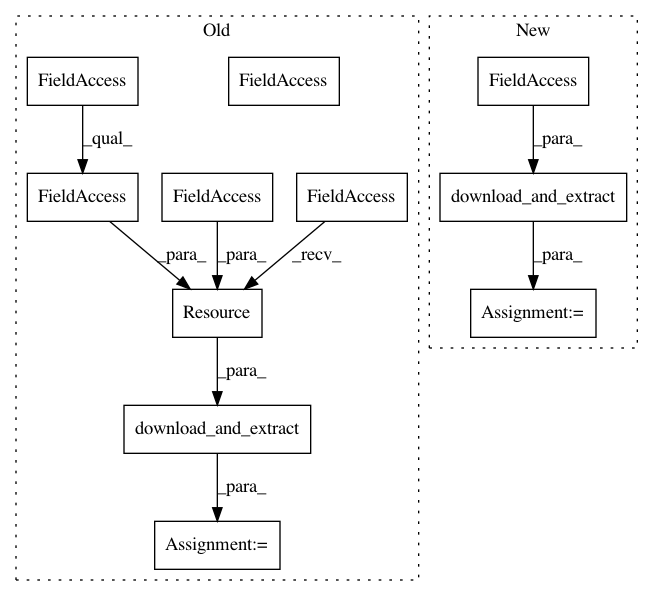 Old
New
FieldAccess
FieldAccess
FieldAccess
_qual_
_para_
FieldAccess
FieldAccess
FieldAccess
download_and_extract
_para_
_para_
_recv_
_para_
Resource
Assignment:=
_para_
download_and_extract
_para_
Assignment:=